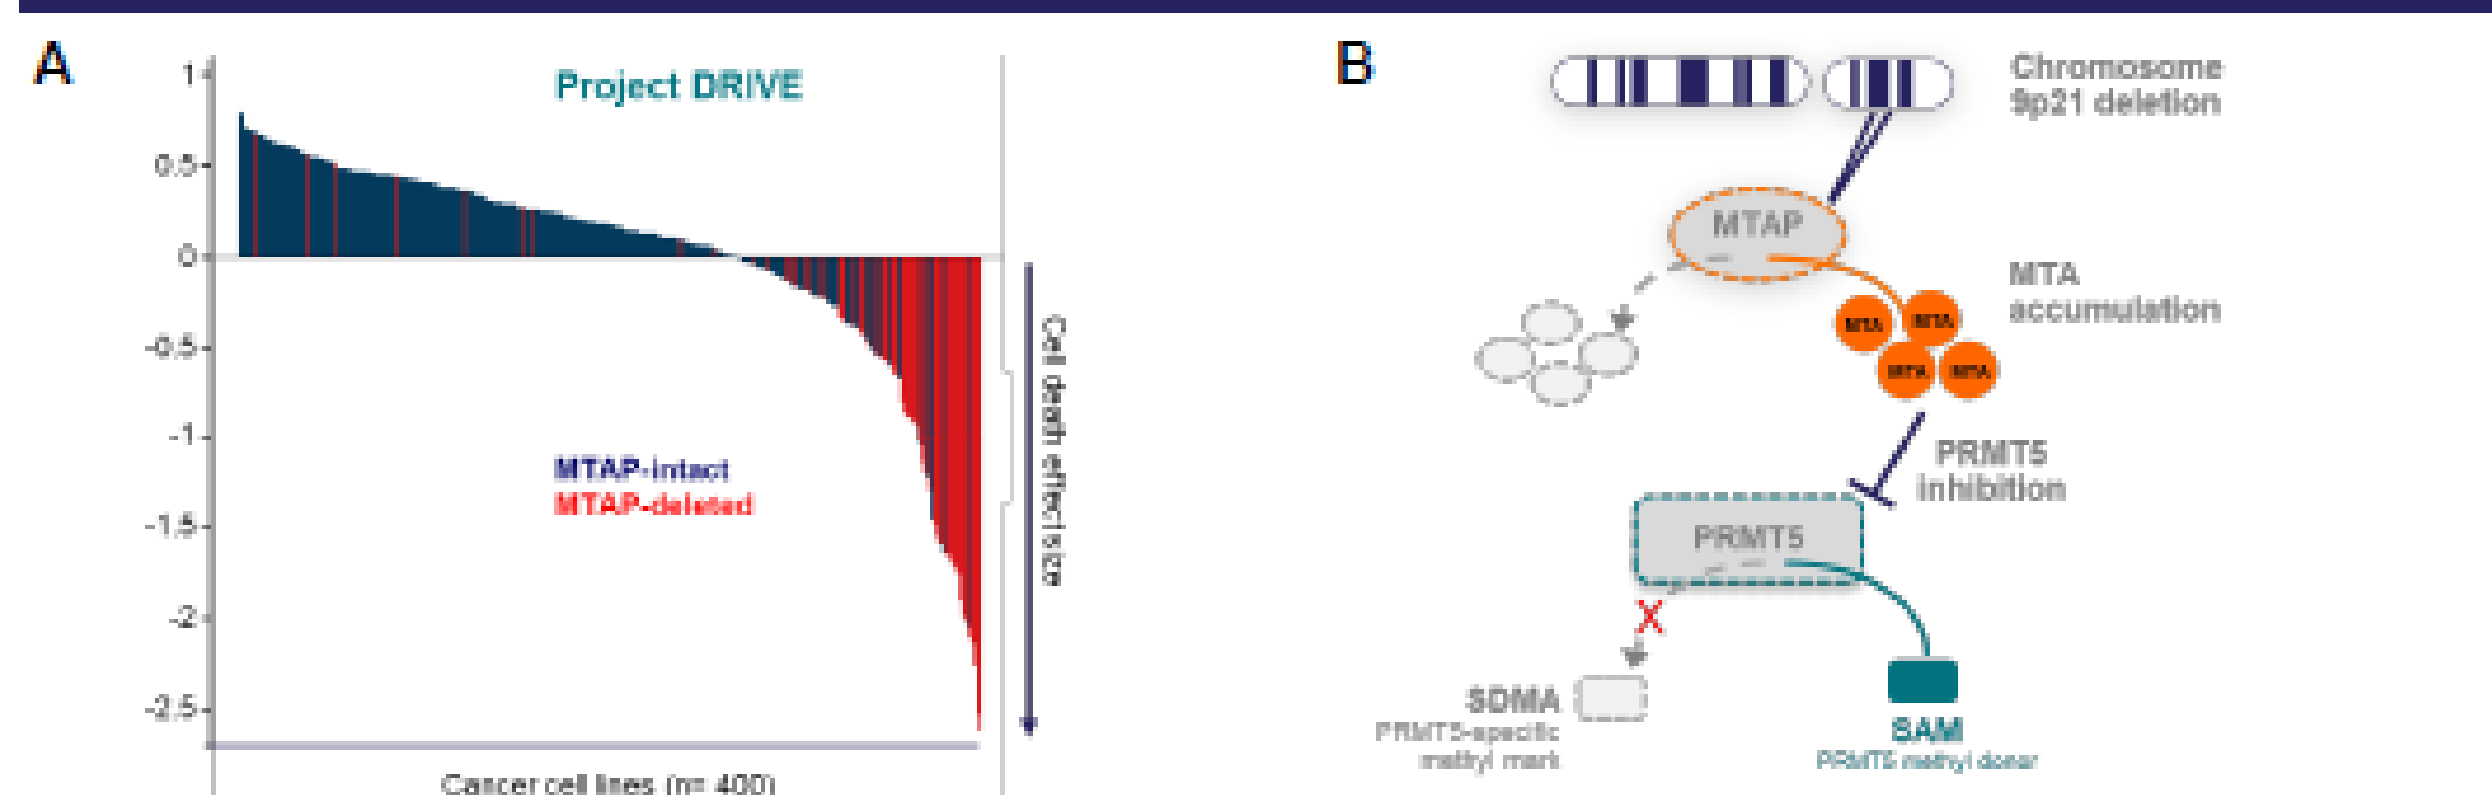 A
Project DRIVE
1
0.5
0
-0.5
-1
-1.5
-2
-2.5
MTAP-intact
MTAP-deleted
Cell death effect size
Cancer cell lines (n= 400)
B
Chromosome
9p21 deletion
MTAP
MTA
accumulation
MTA
MTA
MTA
MTA
PRMT5
inhibition
PRMT5
SDMA
PRMT5-specific
methyl mark
SAM
PRMT5 methyl donor